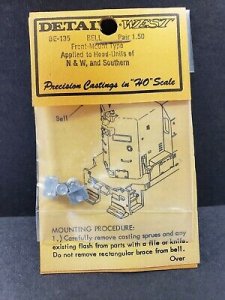 DETAILS WEST
BE-135 BELL Pair 1.50
Front-Mount Type
Applied to Hood-Units of
N & W, and Southern
Precision Castings in "HO" Scale
Bell
MOUNTING PROCEDURE:
1.) Carefully remove casting sprues and any
existing flash from parts with a file or knife.
Do not remove rectangular brace from bell.
Over